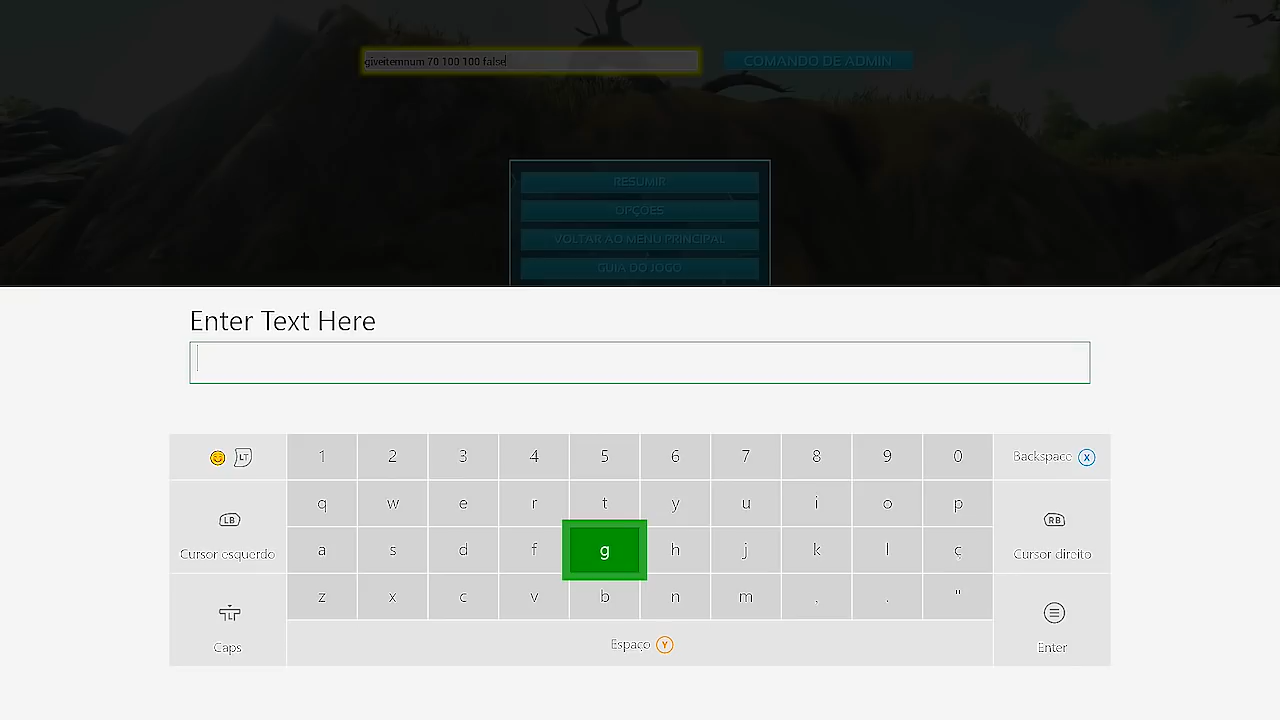 giveitemnum 70 100 100 false
COMANDO DE ADMIN
RESUMIR
OPÇÕES
VOLTAR AO MENU PRINCIPAL
GUIA DO JOGO
Enter Text Here
LT 1 2 3 4 5 6 7 8 9 0 Backspace X
q w e r t y u i o p
LB RB
Cursor esquerdo a s d f g h j k l ç Cursor direito
z x c v b n m , . "
LT
Caps Espaço Y Enter